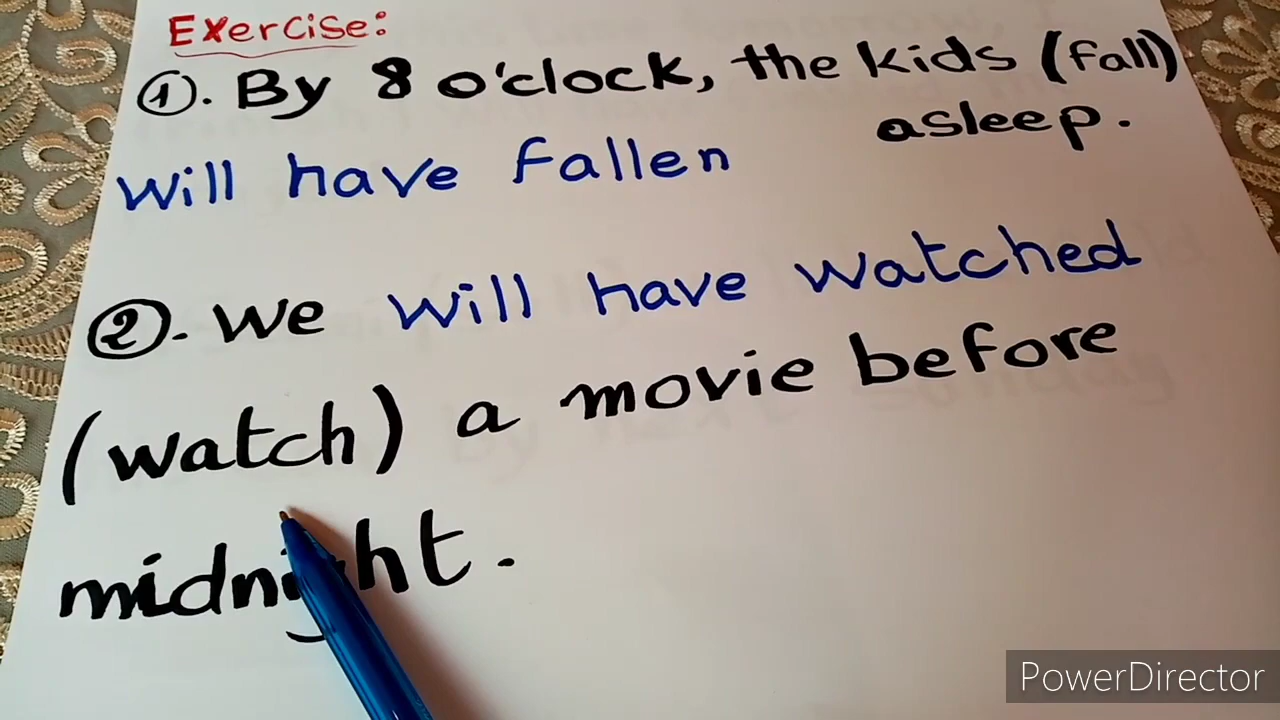 Exercise:
①. By 8 o'clock, the kids (fall)
asleep.
will have fallen
②. We will have watched
(watch) a movie before
midnight.
PowerDirector